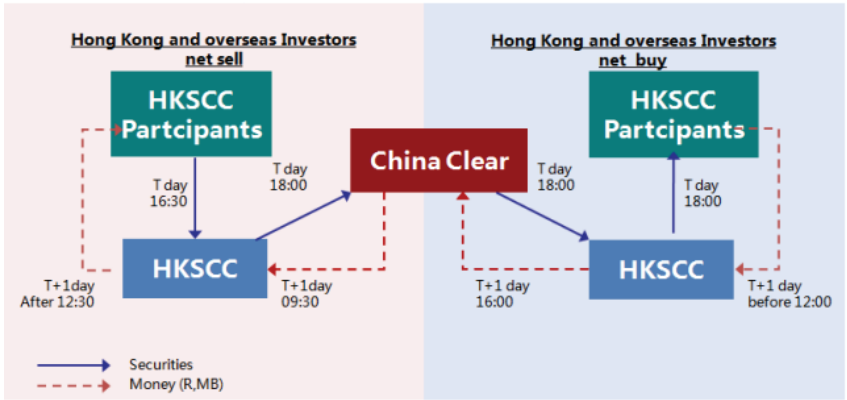 Hong Kong and overseas Investors
net sell
HKSCC
Partcipants
T day
16:30
T day
18:00
HKSCC
T+1day
After 12:30
T+1day
09:30
China Clear
Hong Kong and overseas Investors
net buy
HKSCC
Partcipants
T day
18:00
T day
18:00
HKSCC
T+1 day
16:00
T+1 day
before 12:00
Securities
Money (R,MB)